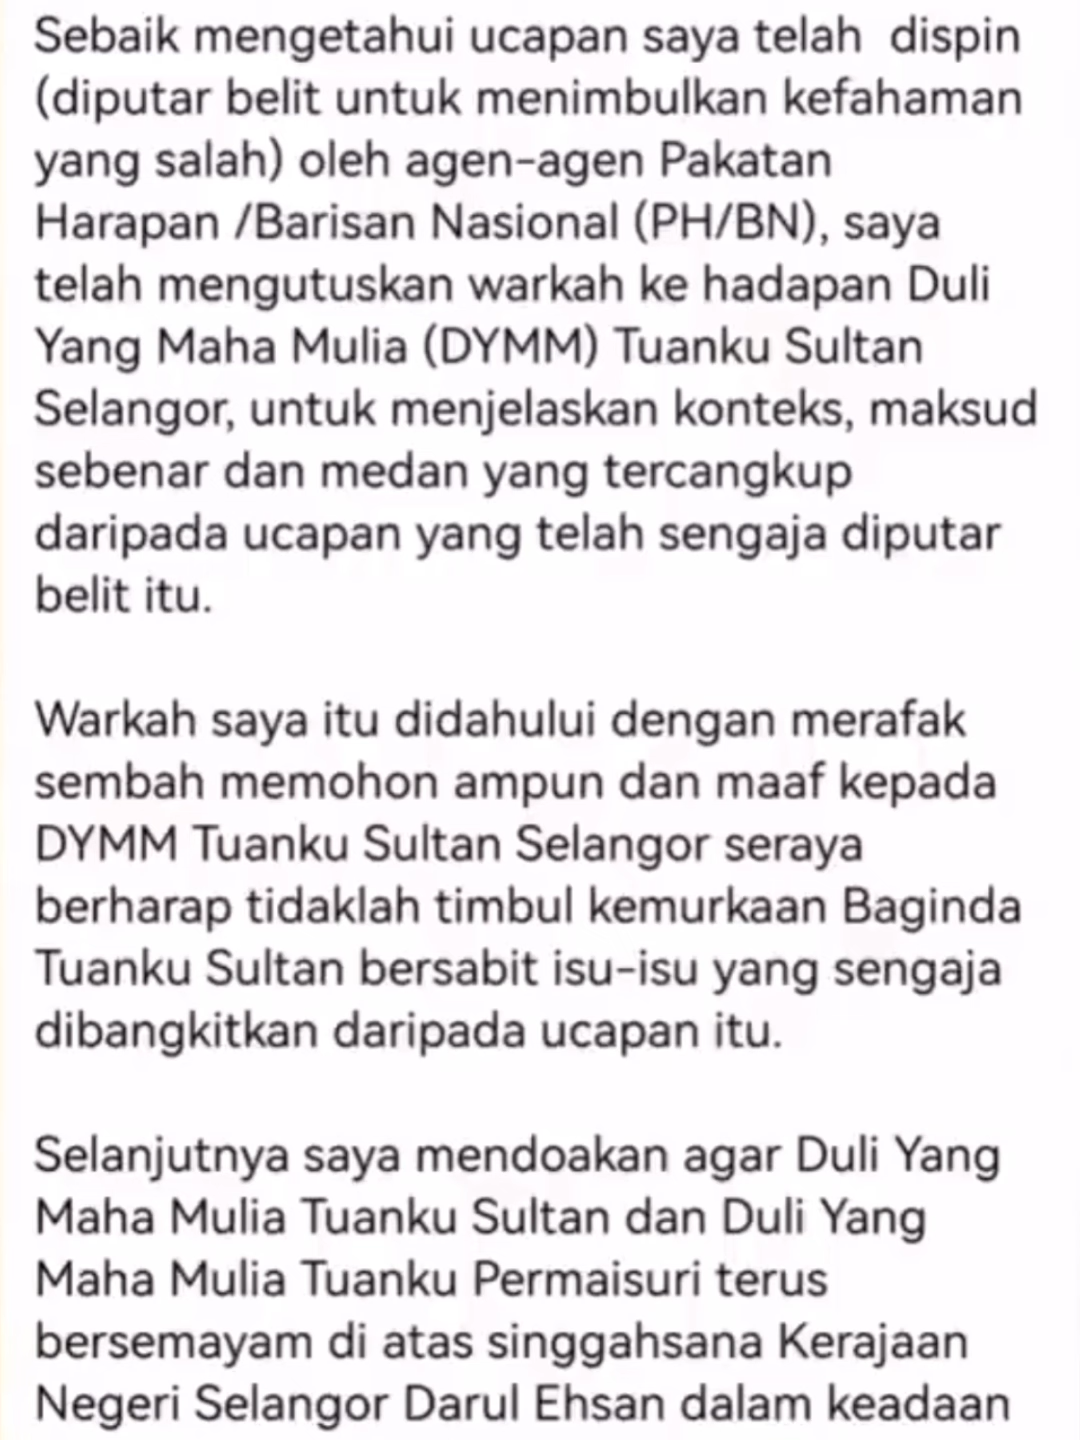 Sebaik mengetahui ucapan saya telah  dispin
(diputar belit untuk menimbulkan kefahaman
yang salah) oleh agen-agen Pakatan
Harapan /Barisan Nasional (PH/BN), saya
telah mengutuskan warkah ke hadapan Duli
Yang Maha Mulia (DYMM) Tuanku Sultan
Selangor, untuk menjelaskan konteks, maksud
sebenar dan medan yang tercangkup
daripada ucapan yang telah sengaja diputar
belit itu.
Warkah saya itu didahului dengan merafak
sembah memohon ampun dan maaf kepada
DYMM Tuanku Sultan Selangor seraya
berharap tidaklah timbul kemurkaan Baginda
Tuanku Sultan bersabit isu-isu yang sengaja
dibangkitkan daripada ucapan itu.
Selanjutnya saya mendoakan agar Duli Yang
Maha Mulia Tuanku Sultan dan Duli Yang
Maha Mulia Tuanku Permaisuri terus
bersemayam di atas singgahsana Kerajaan
Negeri Selangor Darul Ehsan dalam keadaan